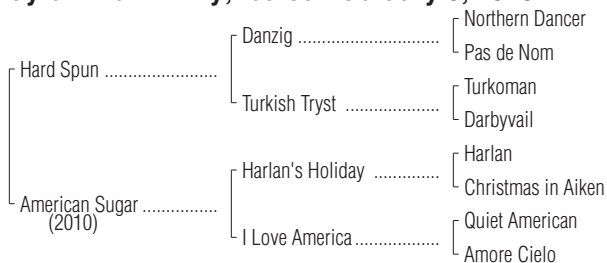 Northern Dancer
Danzig ................................
Pas de Nom
Hard Spun ..........................
Turkoman
Turkish Tryst .....................
Darbyvail
Harlan
Harlan's Holiday ...............
Christmas in Aiken
American Sugar .................
(2010)
Quiet American
I Love America ...................
Amore Cielo